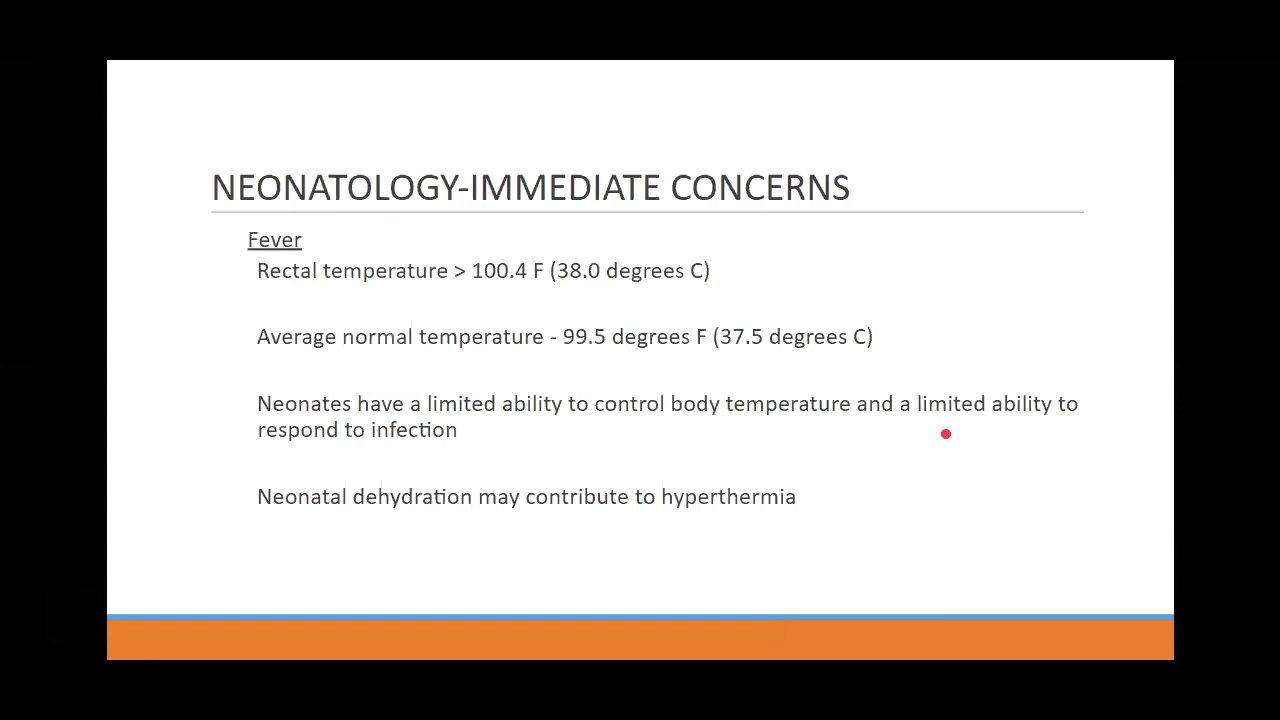 NEONATOLOGY-IMMEDIATE CONCERNS
Fever
Rectal temperature > 100.4 F (38.0 degrees C)
Average normal temperature - 99.5 degrees F (37.5 degrees C)
Neonates have a limited ability to control body temperature and a limited ability to
respond to infection
Neonatal dehydration may contribute to hyperthermia